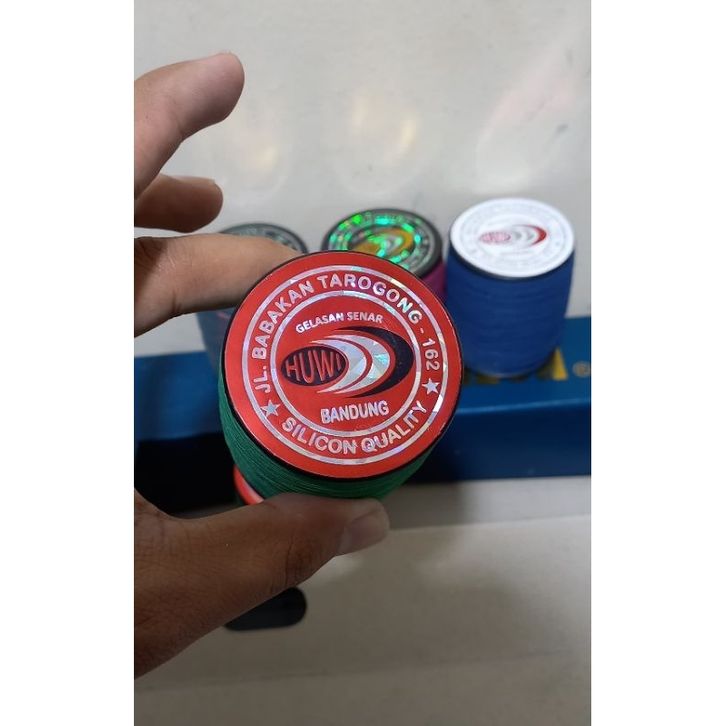 JL. BABAKAN TAROGONG - 162
GELASAN SENAR
HUWI
BANDUNG
★ SILICON QUALITY ★